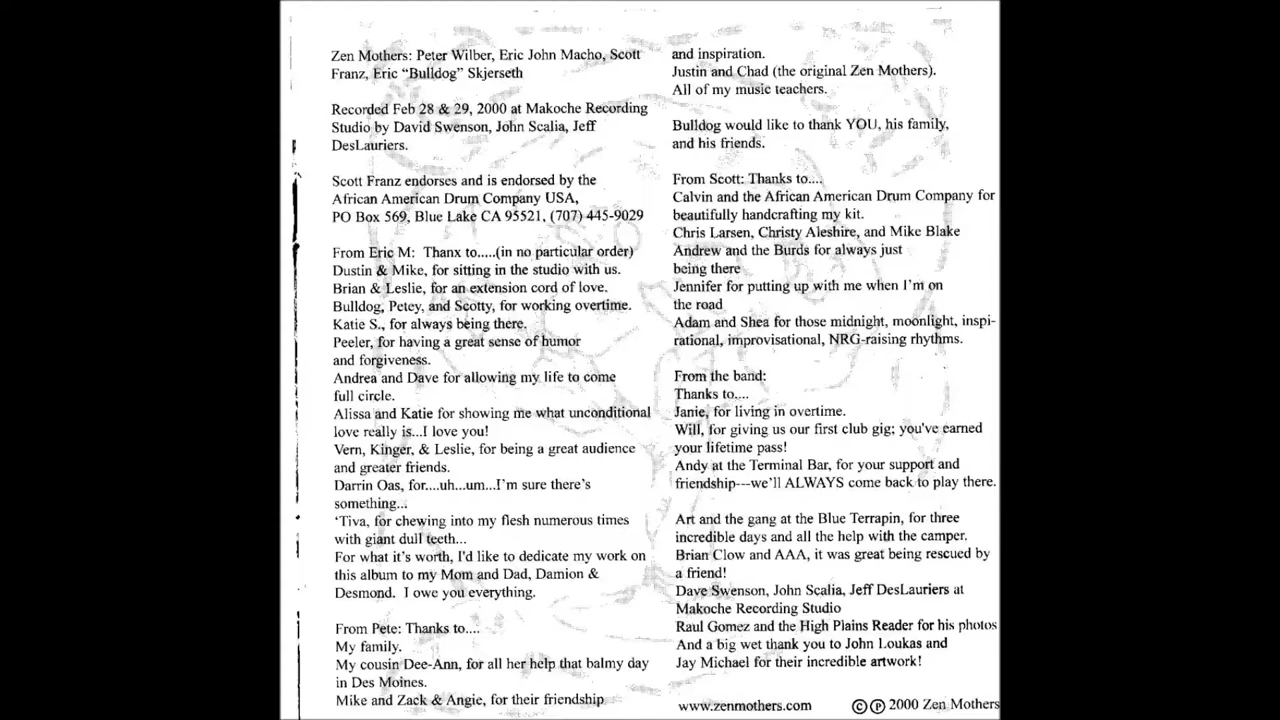 Zen Mothers: Peter Wilber, Eric John Macho, Scott
Franz, Eric “Bulldog” Skjerseth
Recorded Feb 28 & 29, 2000 at Makoche Recording
Studio by David Swenson, John Scalia, Jeff
DesLauriers.
Scott Franz endorses and is endorsed by the
African American Drum Company USA,
PO Box 569, Blue Lake CA 95521, (707) 445-9029
From Eric M: Thanx to.....(in no particular order)
Dustin & Mike, for sitting in the studio with us.
Brian & Leslie, for an extension cord of love.
Bulldog, Petey, and Scotty, for working overtime.
Katie S., for always being there.
Peeler, for having a great sense of humor
and forgiveness.
Andrea and Dave for allowing my life to come
full circle.
Alissa and Katie for showing me what unconditional
love really is...I love you!
Vern, Kinger, & Leslie, for being a great audience
and greater friends.
Darrin Oas, for....uh...um...I'm sure there's
something...
‘Tiva, for chewing into my flesh numerous times
with giant dull teeth...
For what it's worth, I'd like to dedicate my work on
this album to my Mom and Dad, Damion &
Desmond. I owe you everything.
From Pete: Thanks to....
My family.
My cousin Dee-Ann, for all her help that balmy day
in Des Moines.
Mike and Zack & Angie, for their friendship
and inspiration.
Justin and Chad (the original Zen Mothers).
All of my music teachers.
Bulldog would like to thank YOU, his family,
and his friends.
From Scott: Thanks to....
Calvin and the African American Drum Company for
beautifully handcrafting my kit.
Chris Larsen, Christy Aleshire, and Mike Blake
Andrew and the Burds for always just
being there
Jennifer for putting up with me when I'm on
the road
Adam and Shea for those midnight, moonlight, inspi-
rational, improvisational, NRG-raising rhythms.
From the band:
Thanks to....
Janie, for living in overtime.
Will, for giving us our first club gig; you've earned
your lifetime pass!
Andy at the Terminal Bar, for your support and
friendship---we'll ALWAYS come back to play there.
Art and the gang at the Blue Terrapin, for three
incredible days and all the help with the camper.
Brian Clow and AAA, it was great being rescued by
a friend!
Dave Swenson, John Scalia, Jeff DesLauriers at
Makoche Recording Studio
Raul Gomez and the High Plains Reader for his photos
And a big wet thank you to John Loukas and
Jay Michael for their incredible artwork!
www.zenmothers.com © ℗ 2000 Zen Mothers